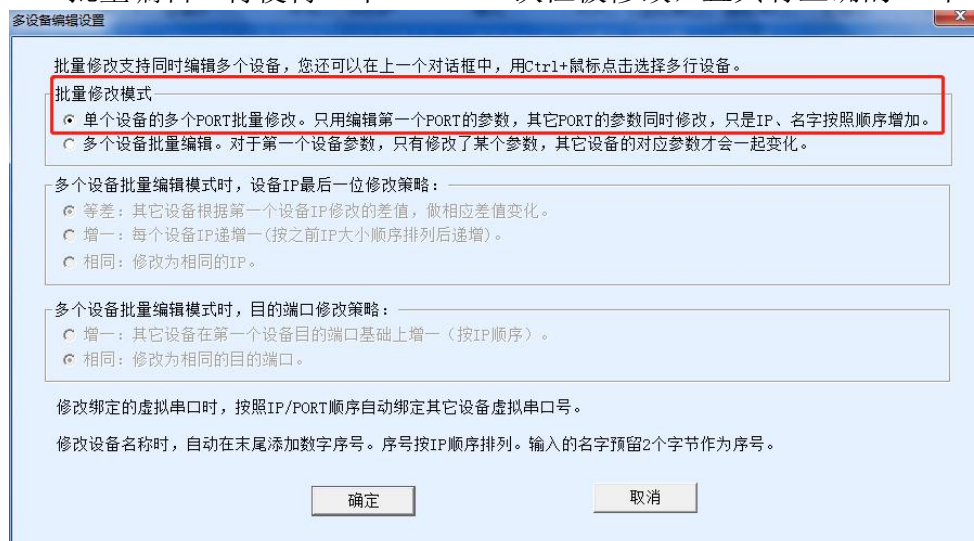 多设备编辑设置
批量修改支持同时编辑多个设备，您还可以在上一个对话框中，用Ctrl+鼠标点击选择多行设备。
批量修改模式
单个设备的多个PORT批量修改。只用编辑第一个PORT的参数，其它PORT的参数同时修改，只是IP、名字按照顺序增加。
多个设备批量编辑。对于第一个设备参数，只有修改了某个参数，其它设备的对应参数才会一起变化。
多个设备批量编辑模式时，设备IP最后一位修改策略：
等差：其它设备根据第一个设备IP修改的差值，做相应差值变化。
增一：每个设备IP递增一(按之前IP大小顺序排列后递增)。
相同：修改为相同的IP。
多个设备批量编辑模式时，目的端口修改策略：
增一：其它设备在第一个设备目的端口基础上增一（按IP顺序）。
相同：修改为相同的目的端口。
修改绑定的虚拟串口时，按照IP/PORT顺序自动绑定其它设备虚拟串口号。
修改设备名称时，自动在末尾添加数字序号。序号按IP顺序排列。输入的名字预留2个字节作为序号。
确定
取消